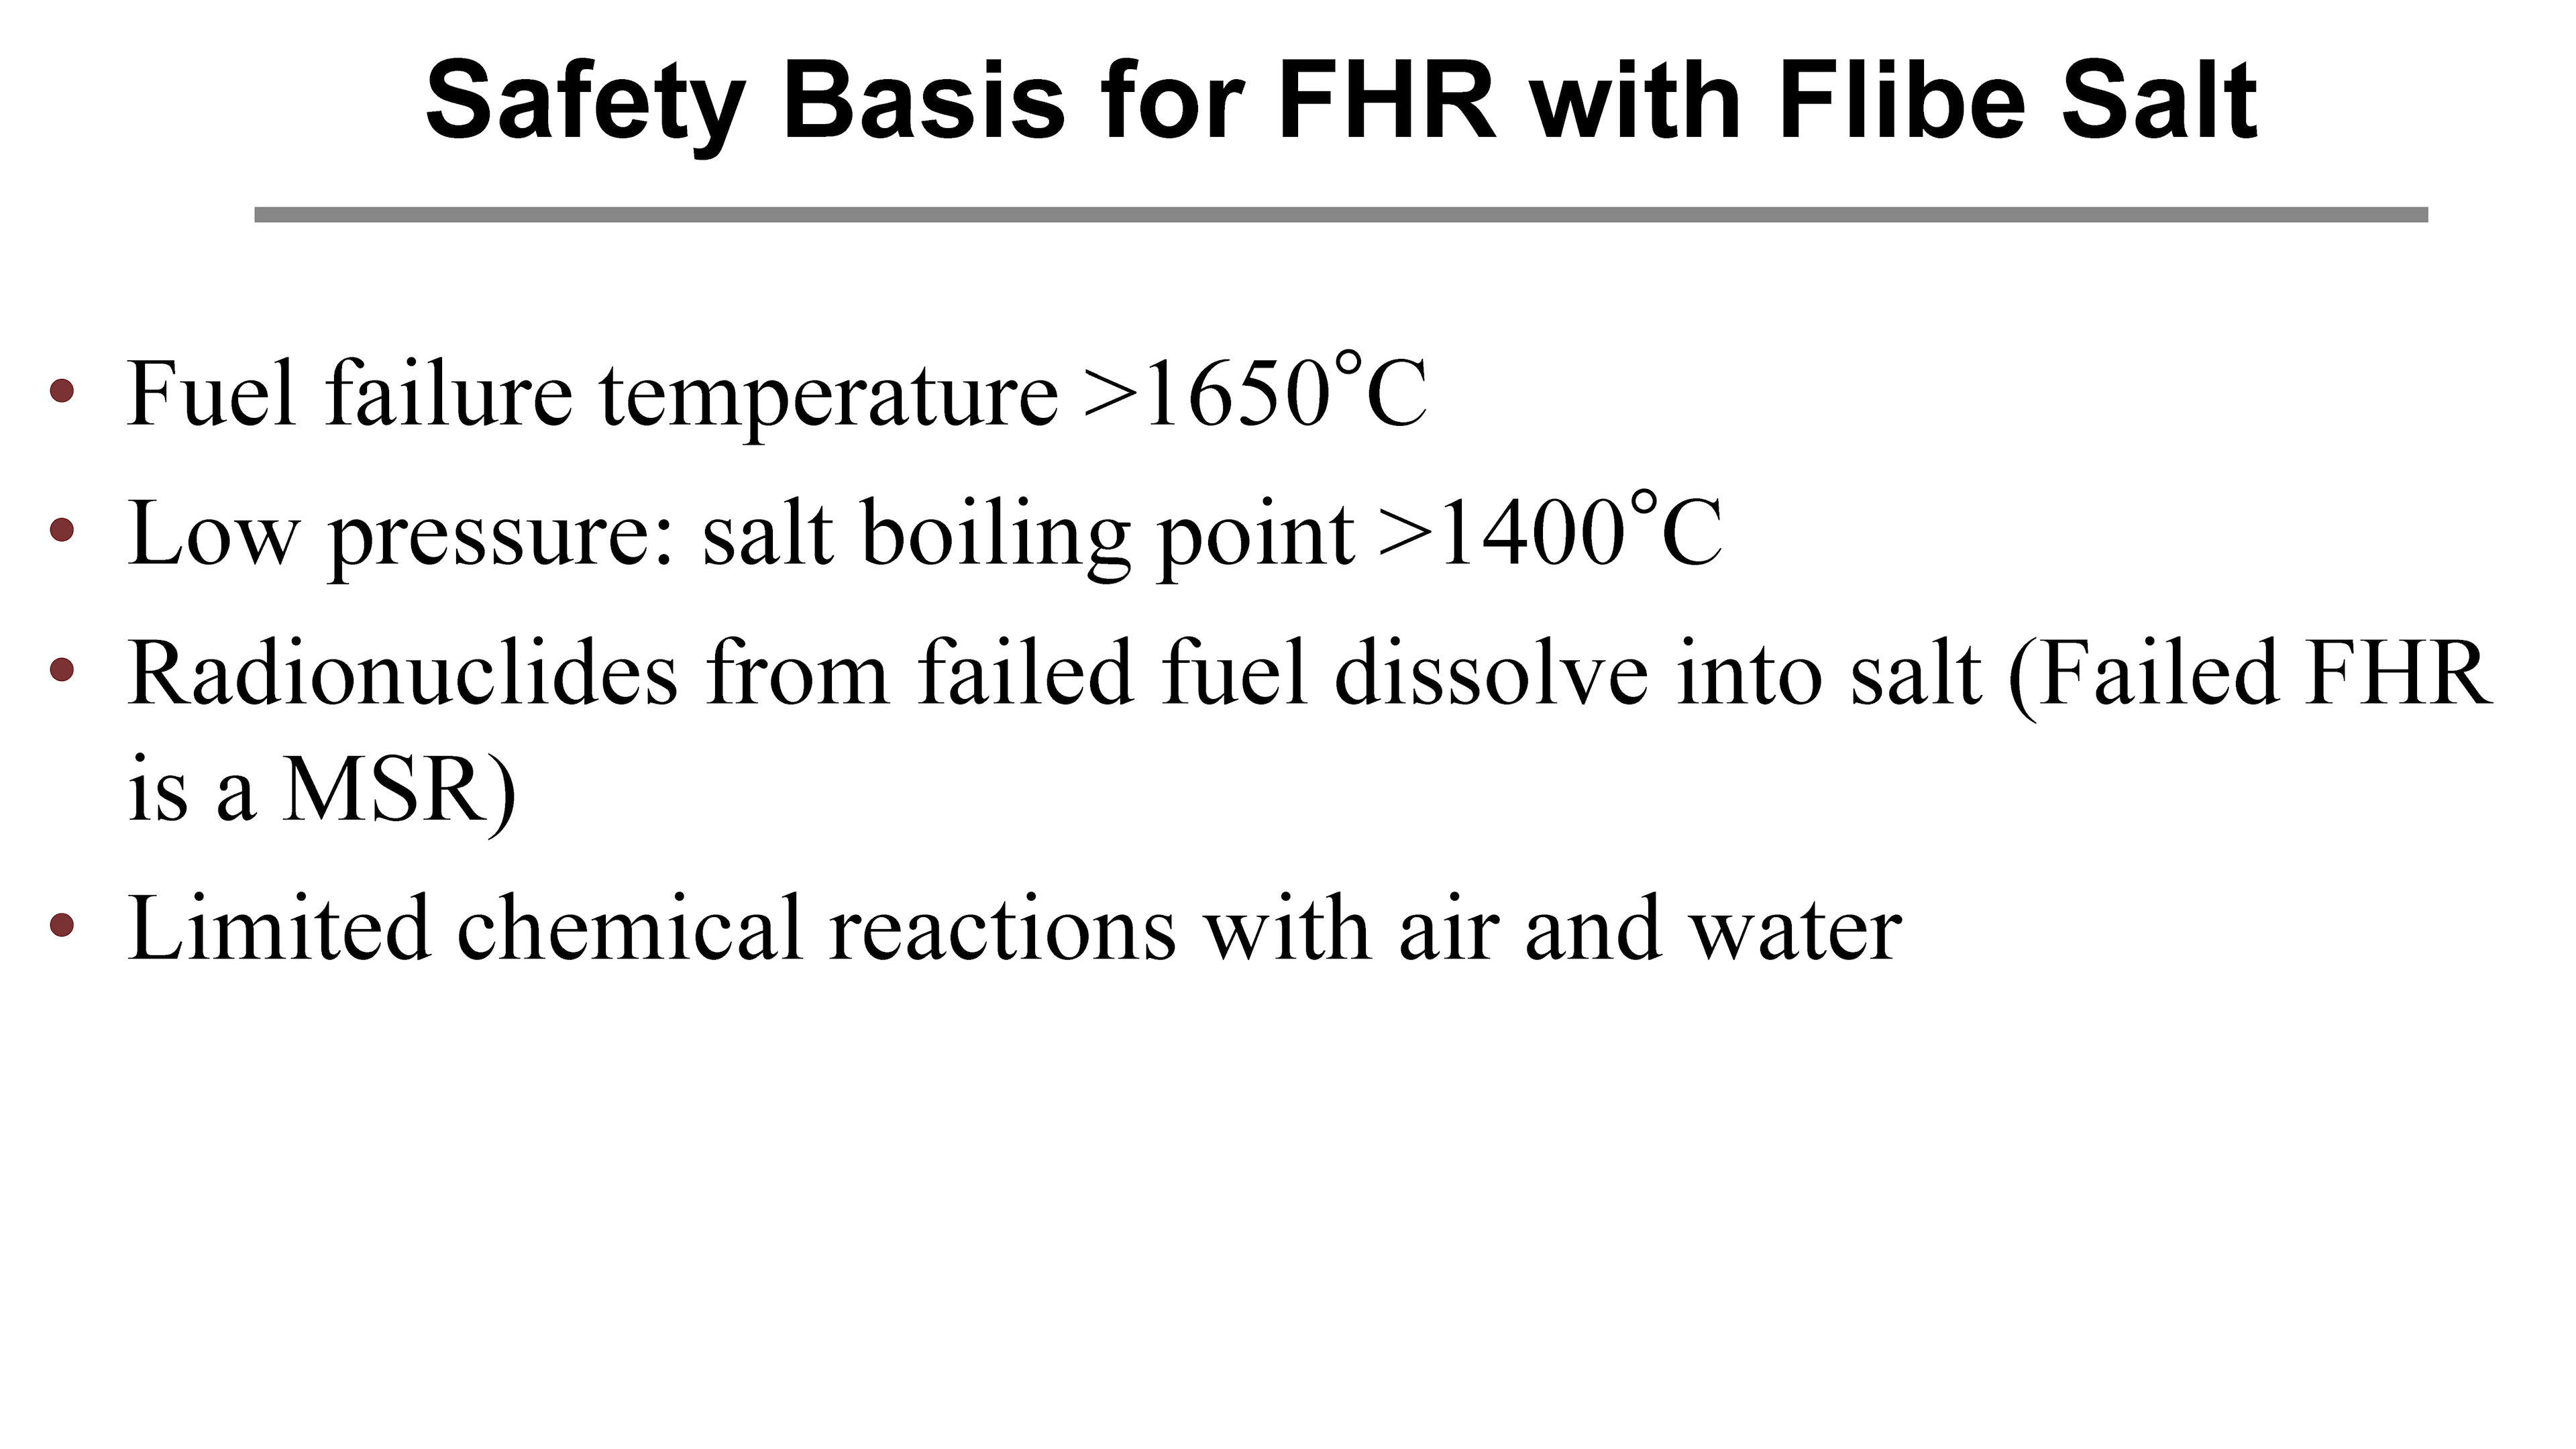 Safety Basis for FHR with Flibe Salt
• Fuel failure temperature >1650°C
• Low pressure: salt boiling point >1400°C
• Radionuclides from failed fuel dissolve into salt (Failed FHR
is a MSR)
• Limited chemical reactions with air and water